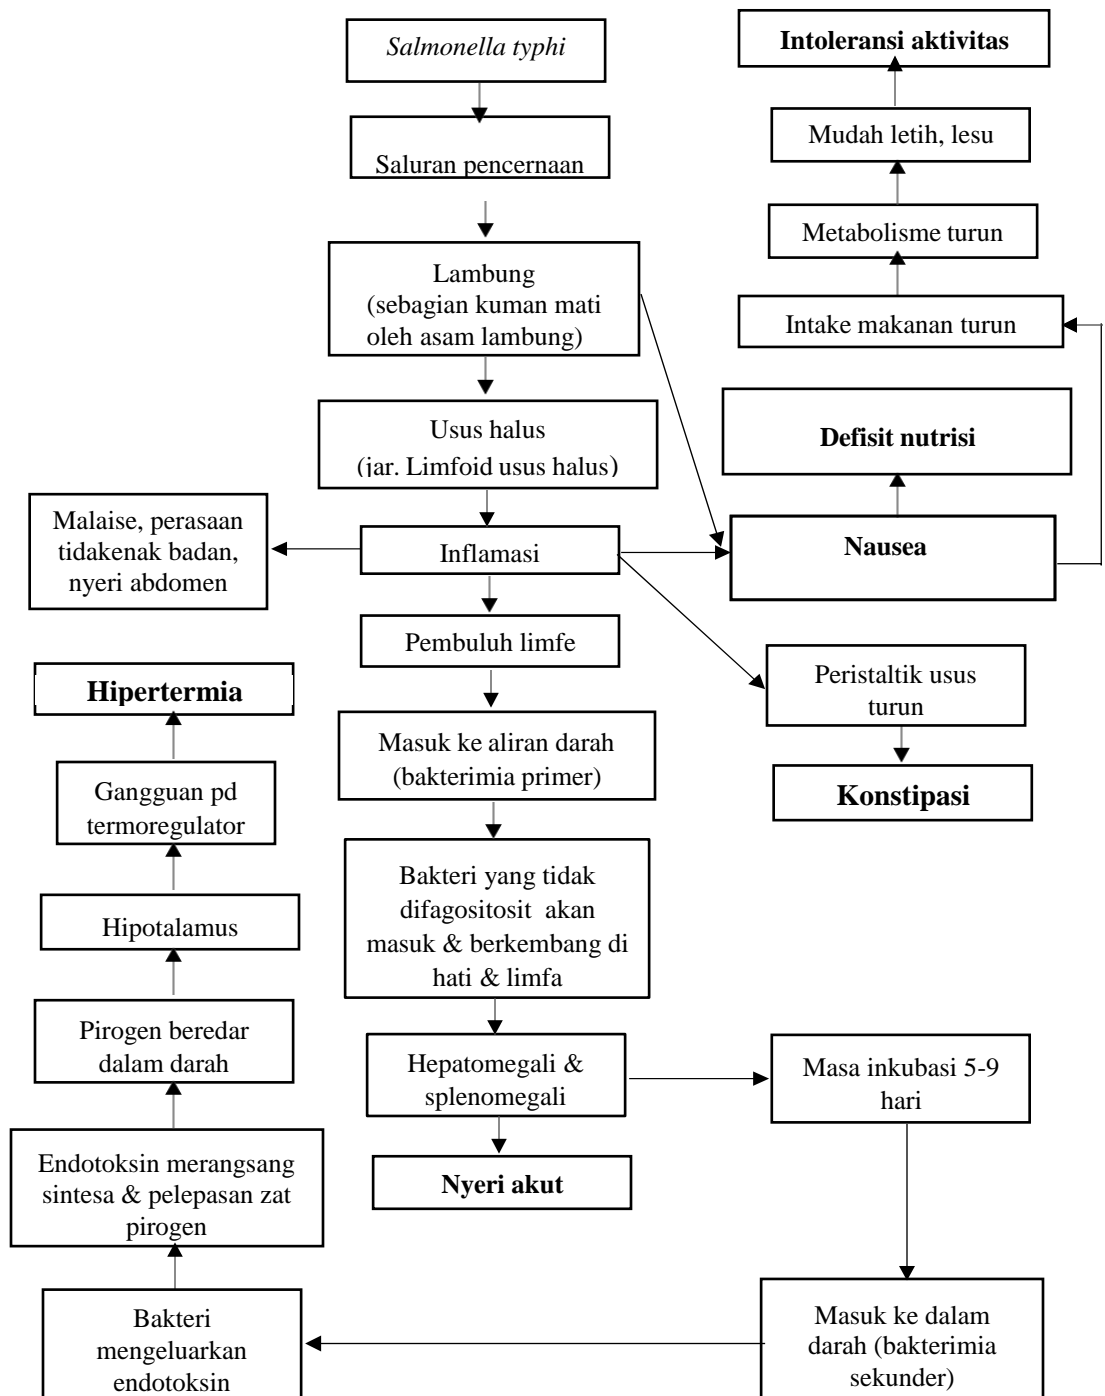 Salmonella typhi
Saluran pencernaan
Lambung
(sebagian kuman mati
oleh asam lambung)
Usus halus
(jar. Limfoid usus halus)
Inflamasi
Malaise, perasaan
tidakenak badan,
nyeri abdomen
Pembuluh limfe
Masuk ke aliran darah
(bakterimia primer)
Bakteri yang tidak
difagositosit akan
masuk & berkembang di
hati & limfa
Hepatomegali &
splenomegali
Nyeri akut
Intoleransi aktivitas
Mudah letih, lesu
Metabolisme turun
Intake makanan turun
Defisit nutrisi
Nausea
Peristaltik usus
turun
Konstipasi
Masa inkubasi 5-9
hari
Masuk ke dalam
darah (bakterimia
sekunder)
Hipertermia
Gangguan pd
termoregulator
Hipotalamus
Pirogen beredar
dalam darah
Endotoksin merangsang
sintesa & pelepasan zat
pirogen
Bakteri
mengeluarkan
endotoksin